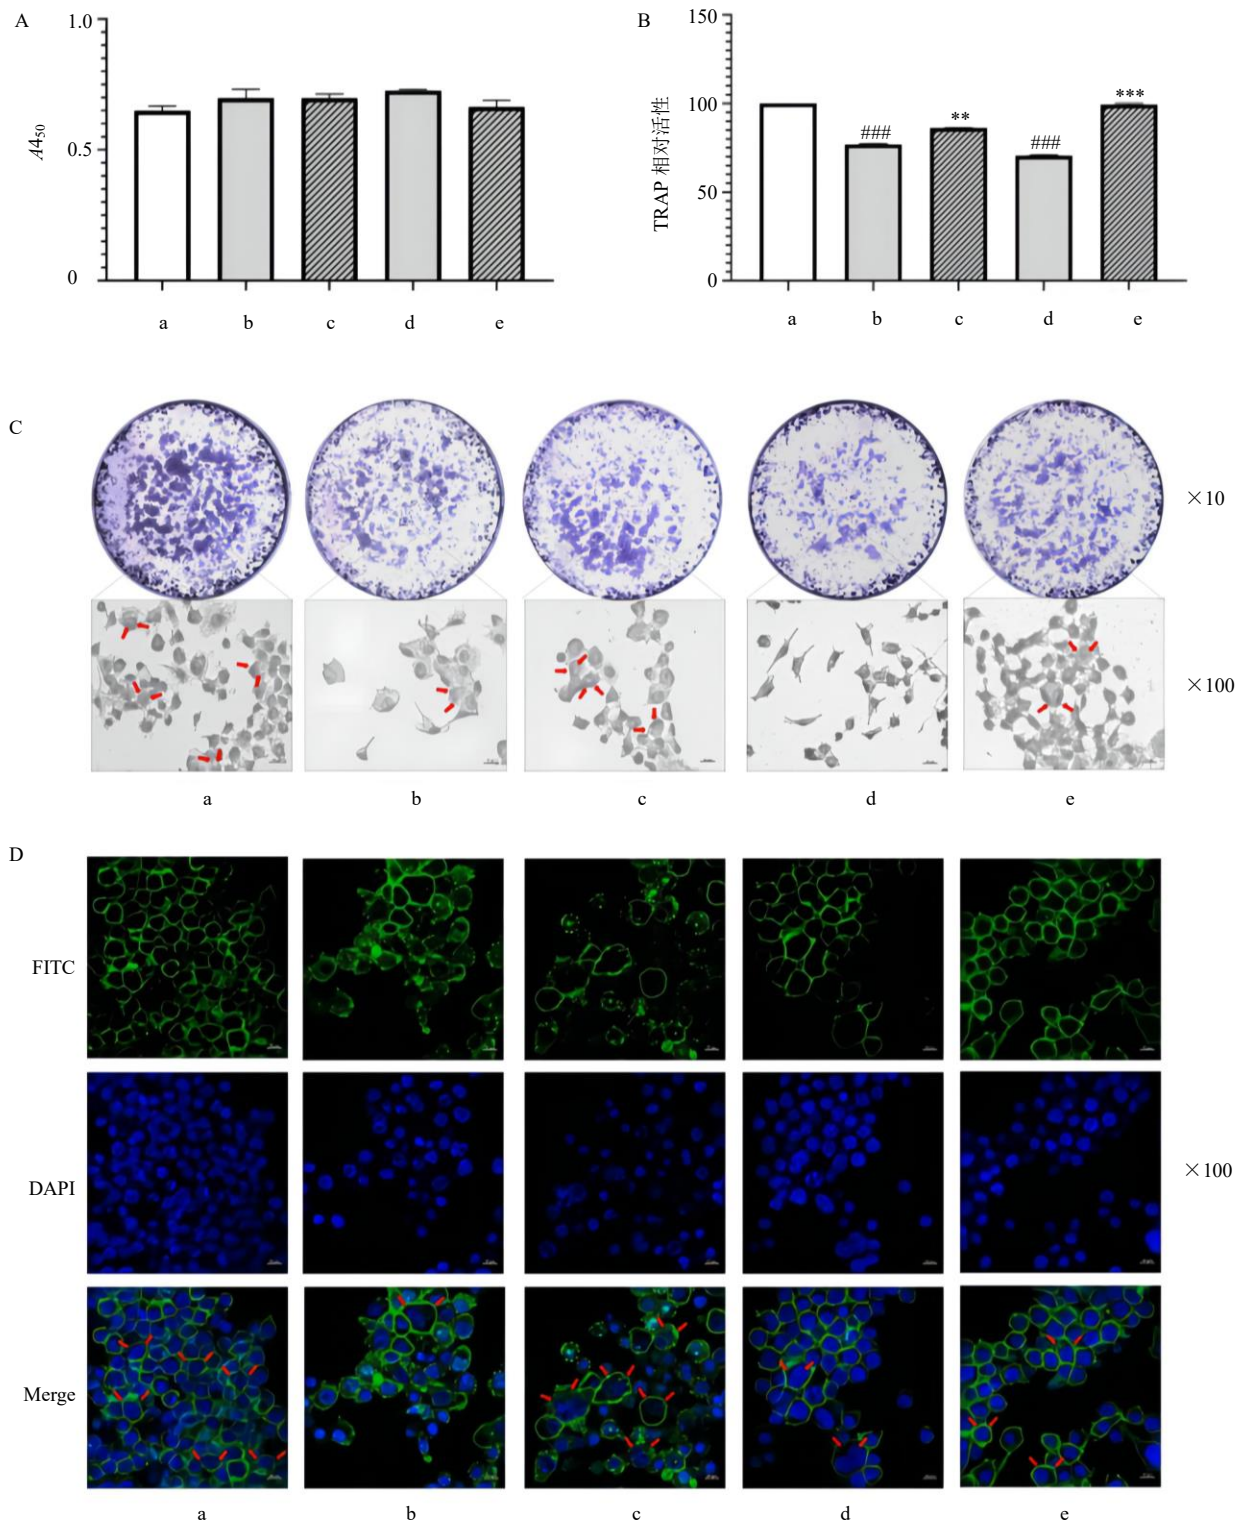 A
1.0
0.5
0
A450
a b c d e
B
150
100
50
0
TRAP 相对活性
### ** ### ***
a b c d e
C
×10
×100
a b c d e
D
FITC
DAPI
×100
Merge
a b c d e